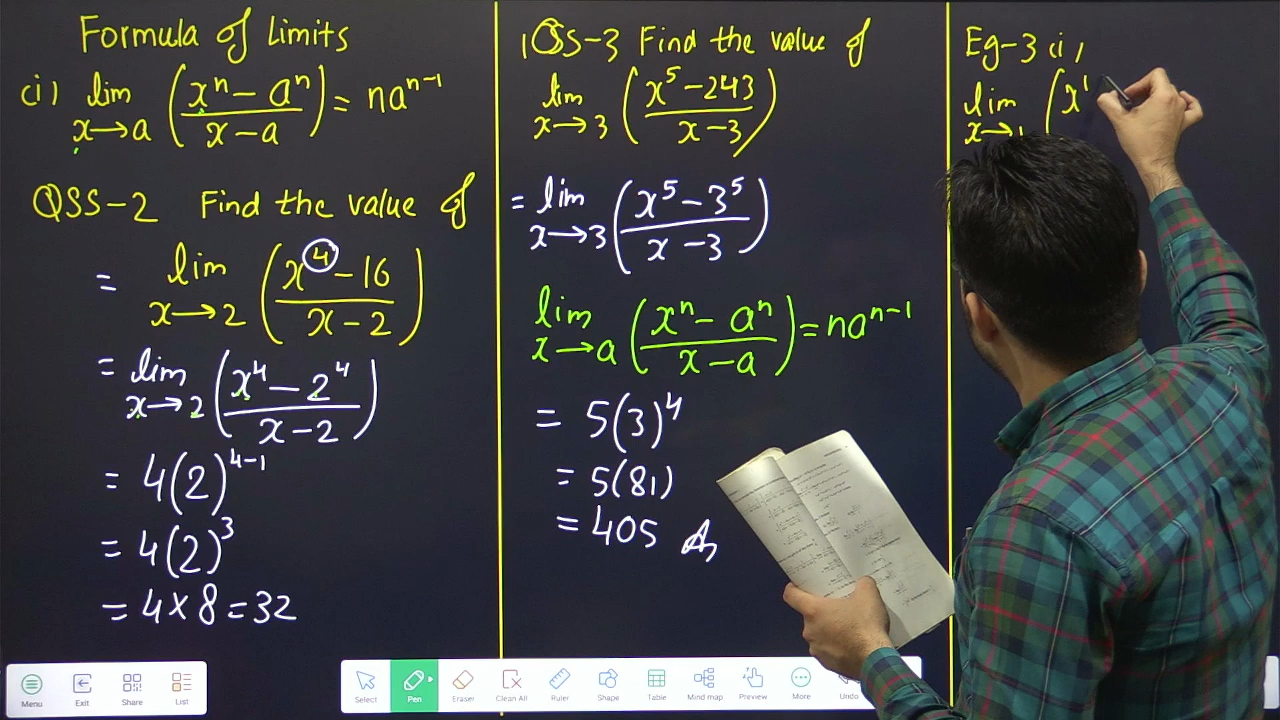 Formula of Limits
(i) lim x→a (xⁿ − aⁿ / x − a) = naⁿ⁻¹
QSS-2 Find the value of
= lim x→2 (x⁴ − 16 / x − 2)
= lim x→2 (x⁴ − 2⁴ / x − 2)
= 4(2)⁴⁻¹
= 4(2)³
= 4 × 8 = 32
QSS-3 Find the value of
lim x→3 (x⁵ − 243 / x − 3)
= lim x→3 (x⁵ − 3⁵ / x − 3)
lim x→a (xⁿ − aⁿ / x − a) = naⁿ⁻¹
= 5(3)⁴
= 5(81)
= 405
Eg-3 (i)
lim x→ (x¹
Menu Exit Share List
Select Pen Eraser Clean All Ruler Shape Table Mind map Preview More Undo